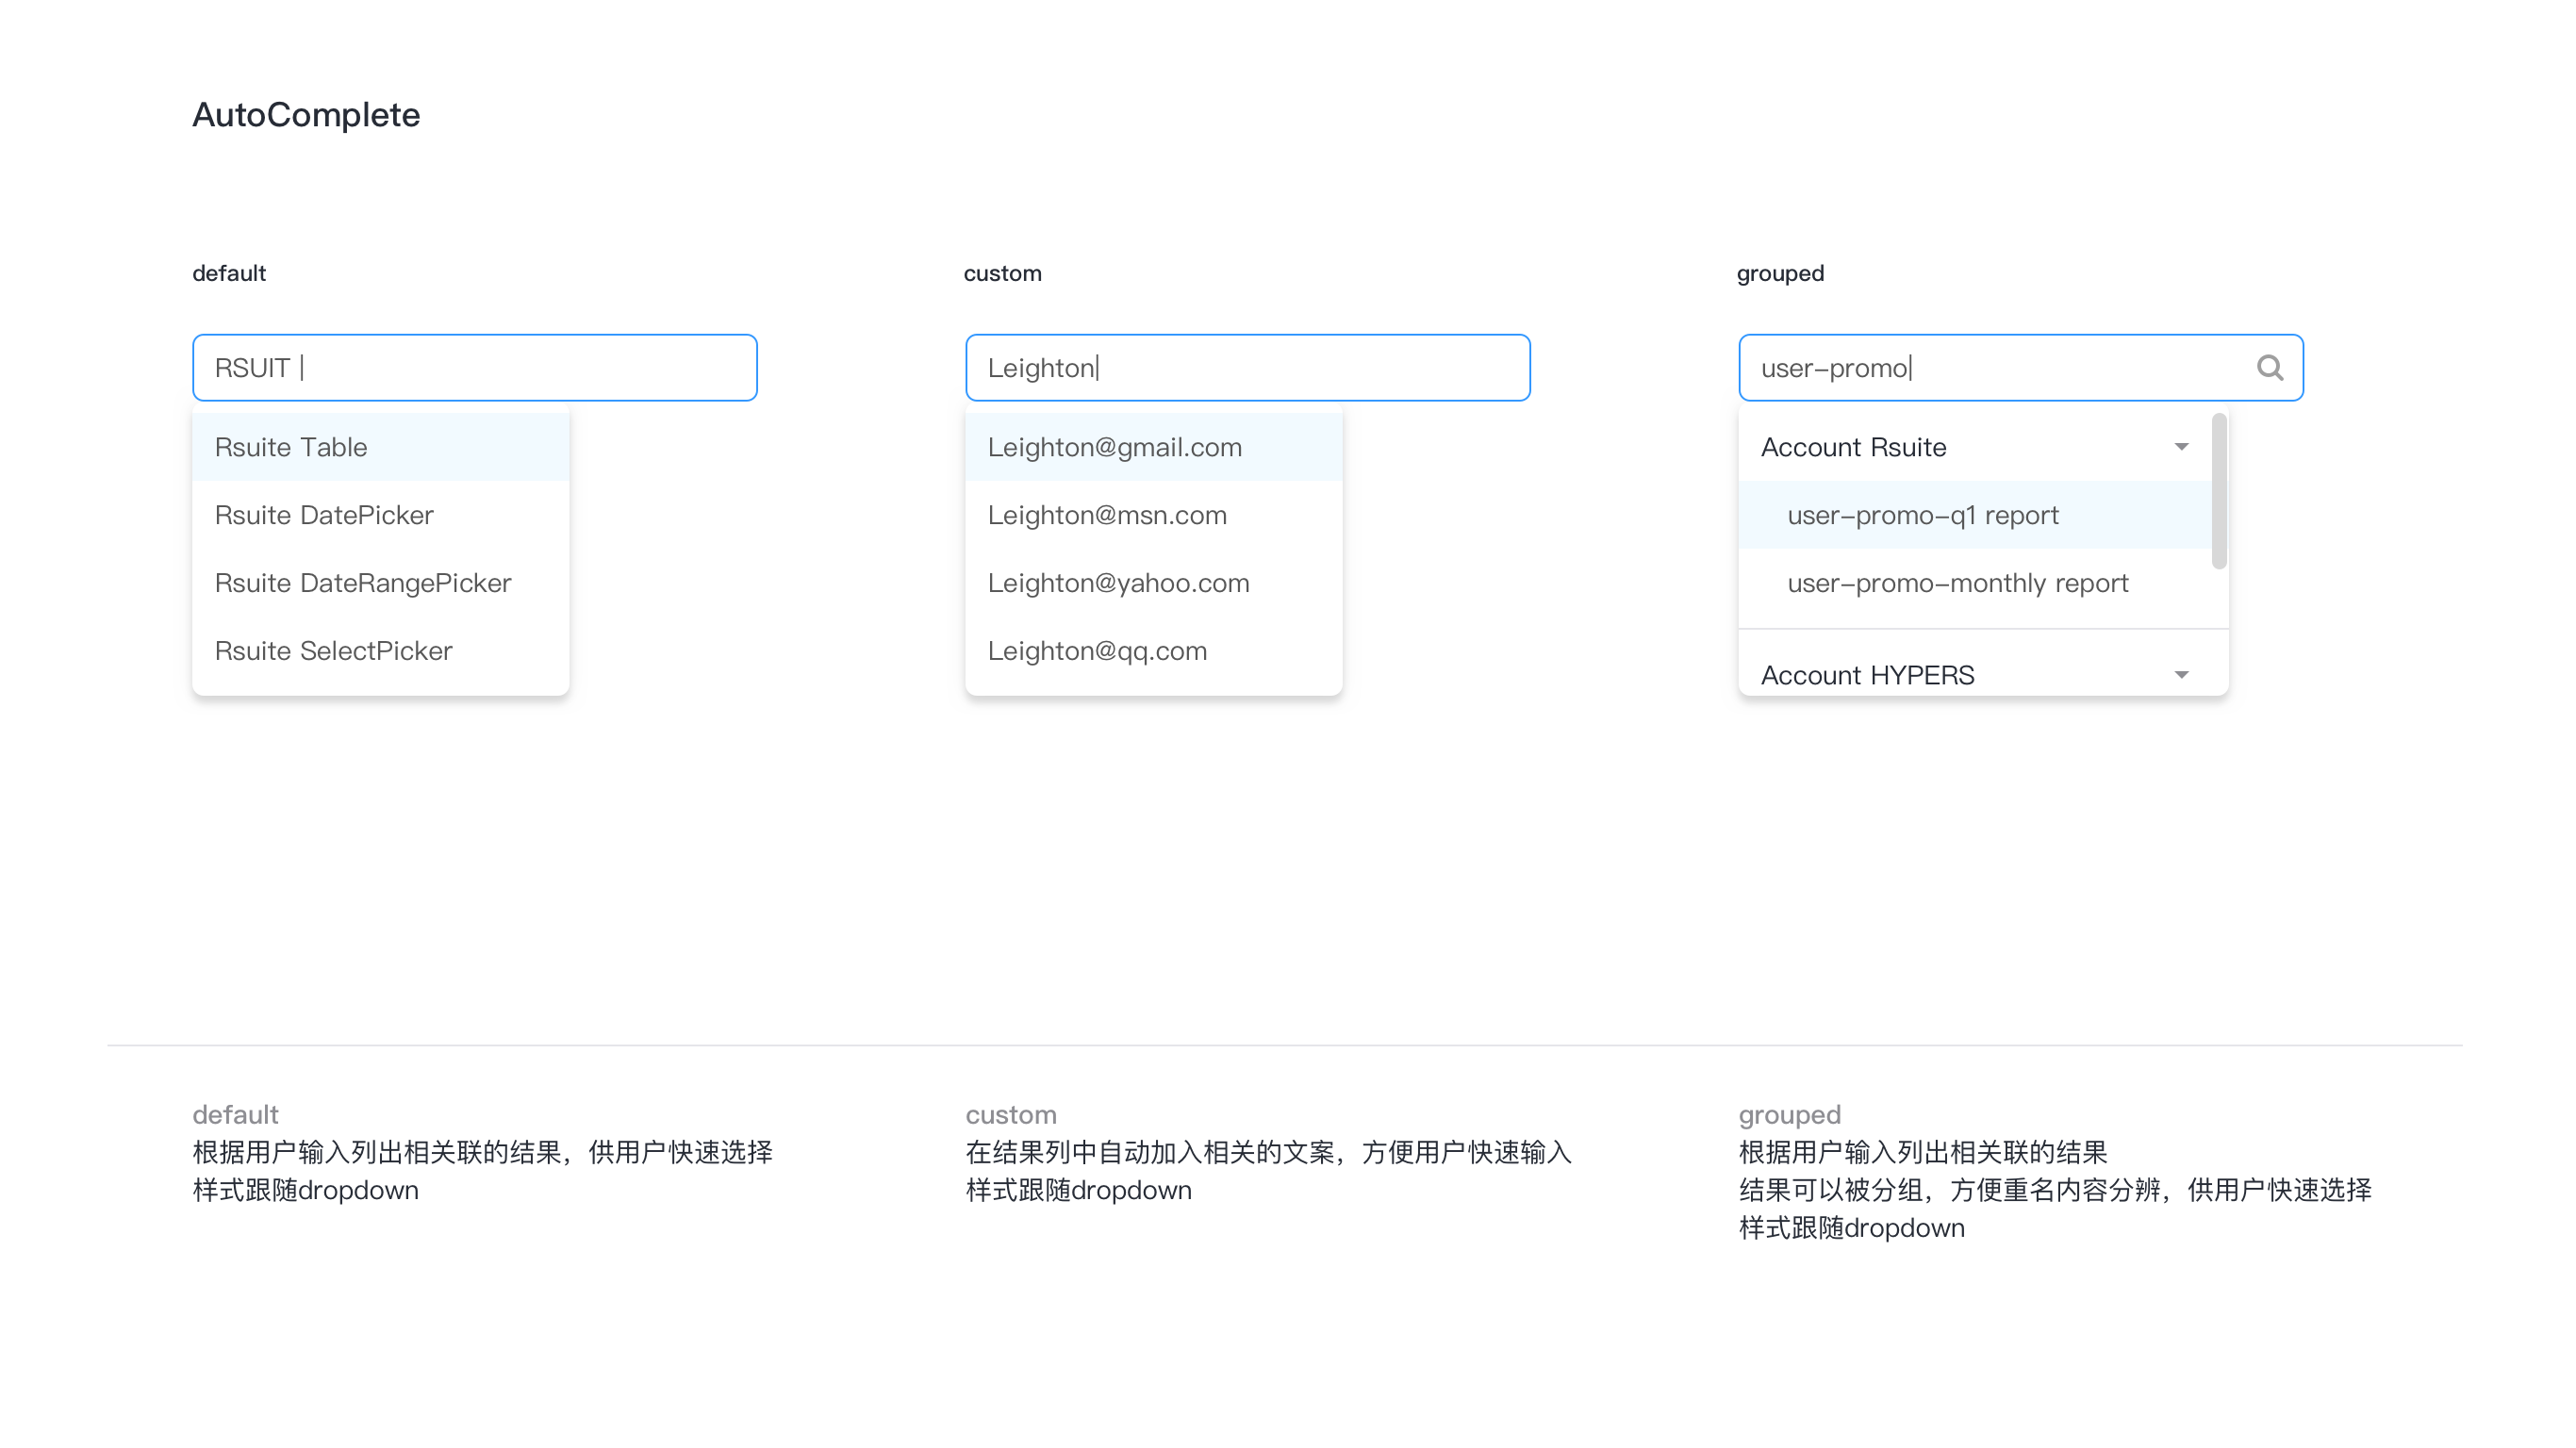 AutoComplete
default
RSUIT |
Rsuite Table
Rsuite DatePicker
Rsuite DateRangePicker
Rsuite SelectPicker
custom
Leighton|
Leighton@gmail.com
Leighton@msn.com
Leighton@yahoo.com
Leighton@qq.com
grouped
user-promo|
Account Rsuite
user-promo-q1 report
user-promo-monthly report
Account HYPERS
default
根据用户输入列出相关联的结果，供用户快速选择
样式跟随dropdown
custom
在结果列中自动加入相关的文案，方便用户快速输入
样式跟随dropdown
grouped
根据用户输入列出相关联的结果
结果可以被分组，方便重名内容分辨，供用户快速选择
样式跟随dropdown